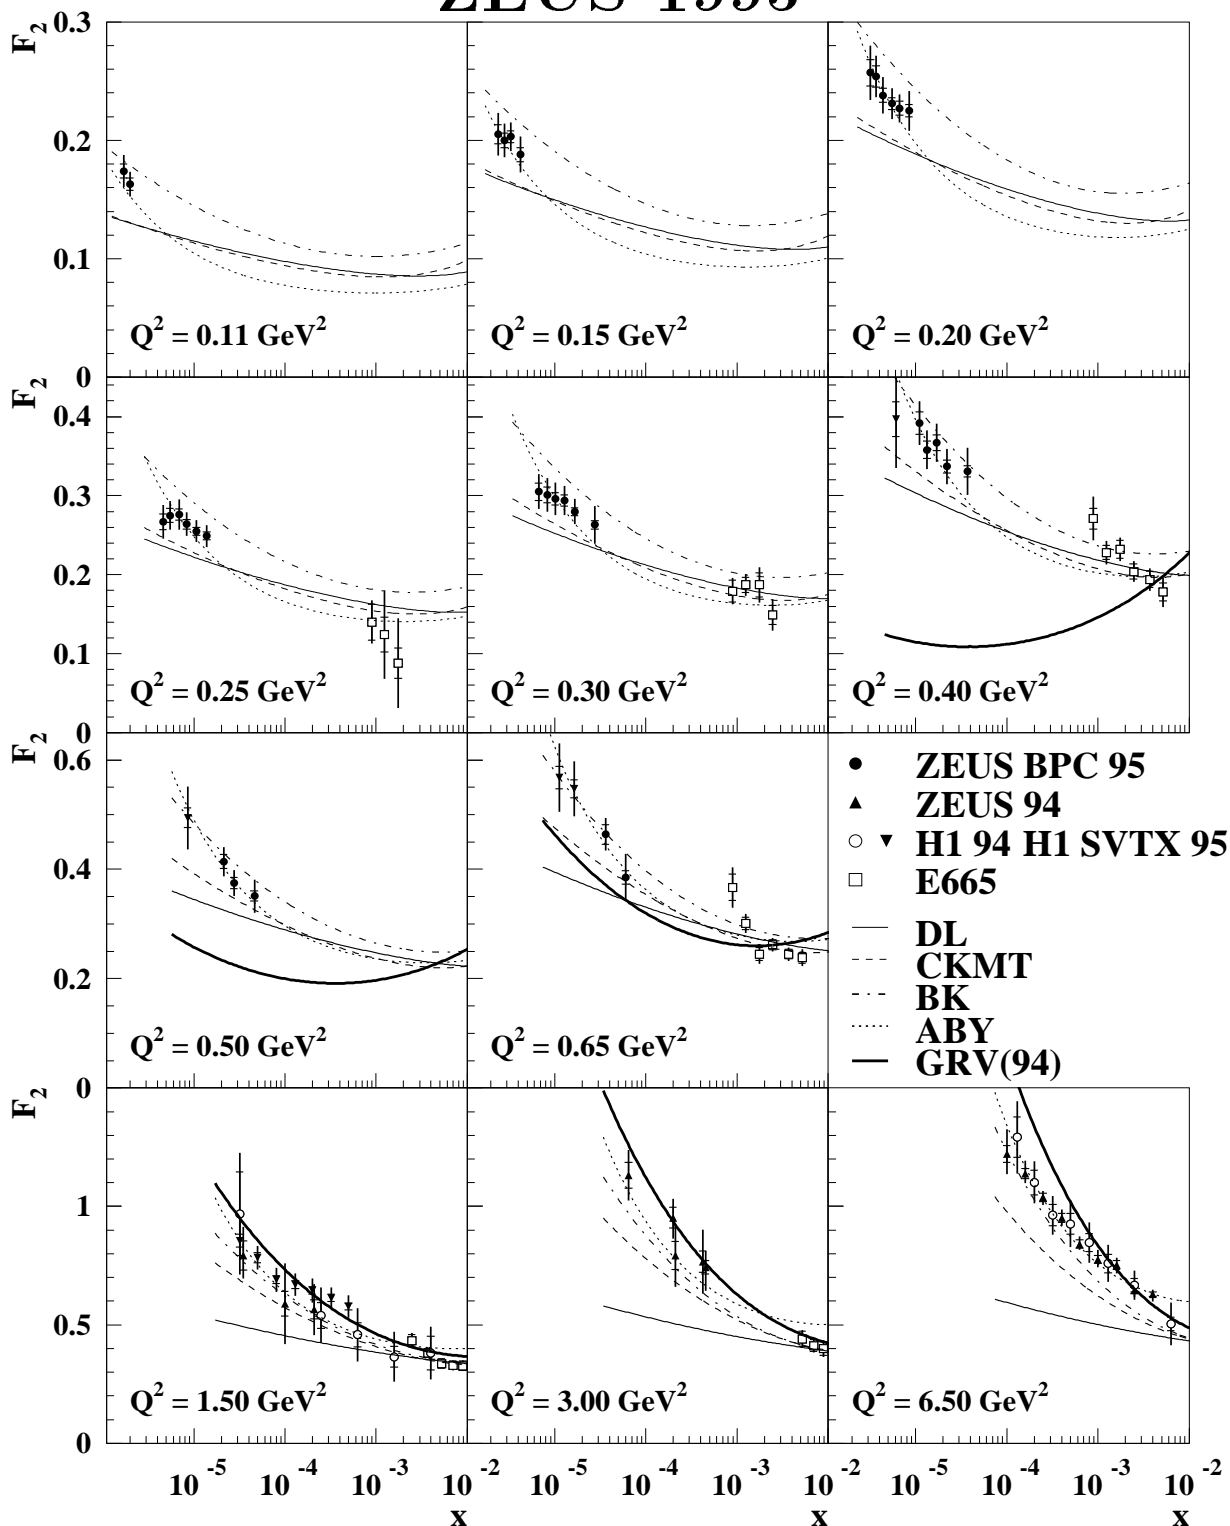 ZEUS 1995
F2
0.3
0.2
0.1
0
Q² = 0.11 GeV²
Q² = 0.15 GeV²
Q² = 0.20 GeV²
F2
0.4
0.3
0.2
0.1
0
Q² = 0.25 GeV²
Q² = 0.30 GeV²
Q² = 0.40 GeV²
F2
0.6
0.4
0.2
0
Q² = 0.50 GeV²
Q² = 0.65 GeV²
ZEUS BPC 95
ZEUS 94
H1 94 H1 SVTX 95
E665
DL
CKMT
BK
ABY
GRV(94)
F2
1
0.5
0
Q² = 1.50 GeV²
Q² = 3.00 GeV²
Q² = 6.50 GeV²
10⁻⁵ 10⁻⁴ 10⁻³ 10⁻² 10⁻⁵ 10⁻⁴ 10⁻³ 10⁻² 10⁻⁵ 10⁻⁴ 10⁻³ 10⁻²
x x x